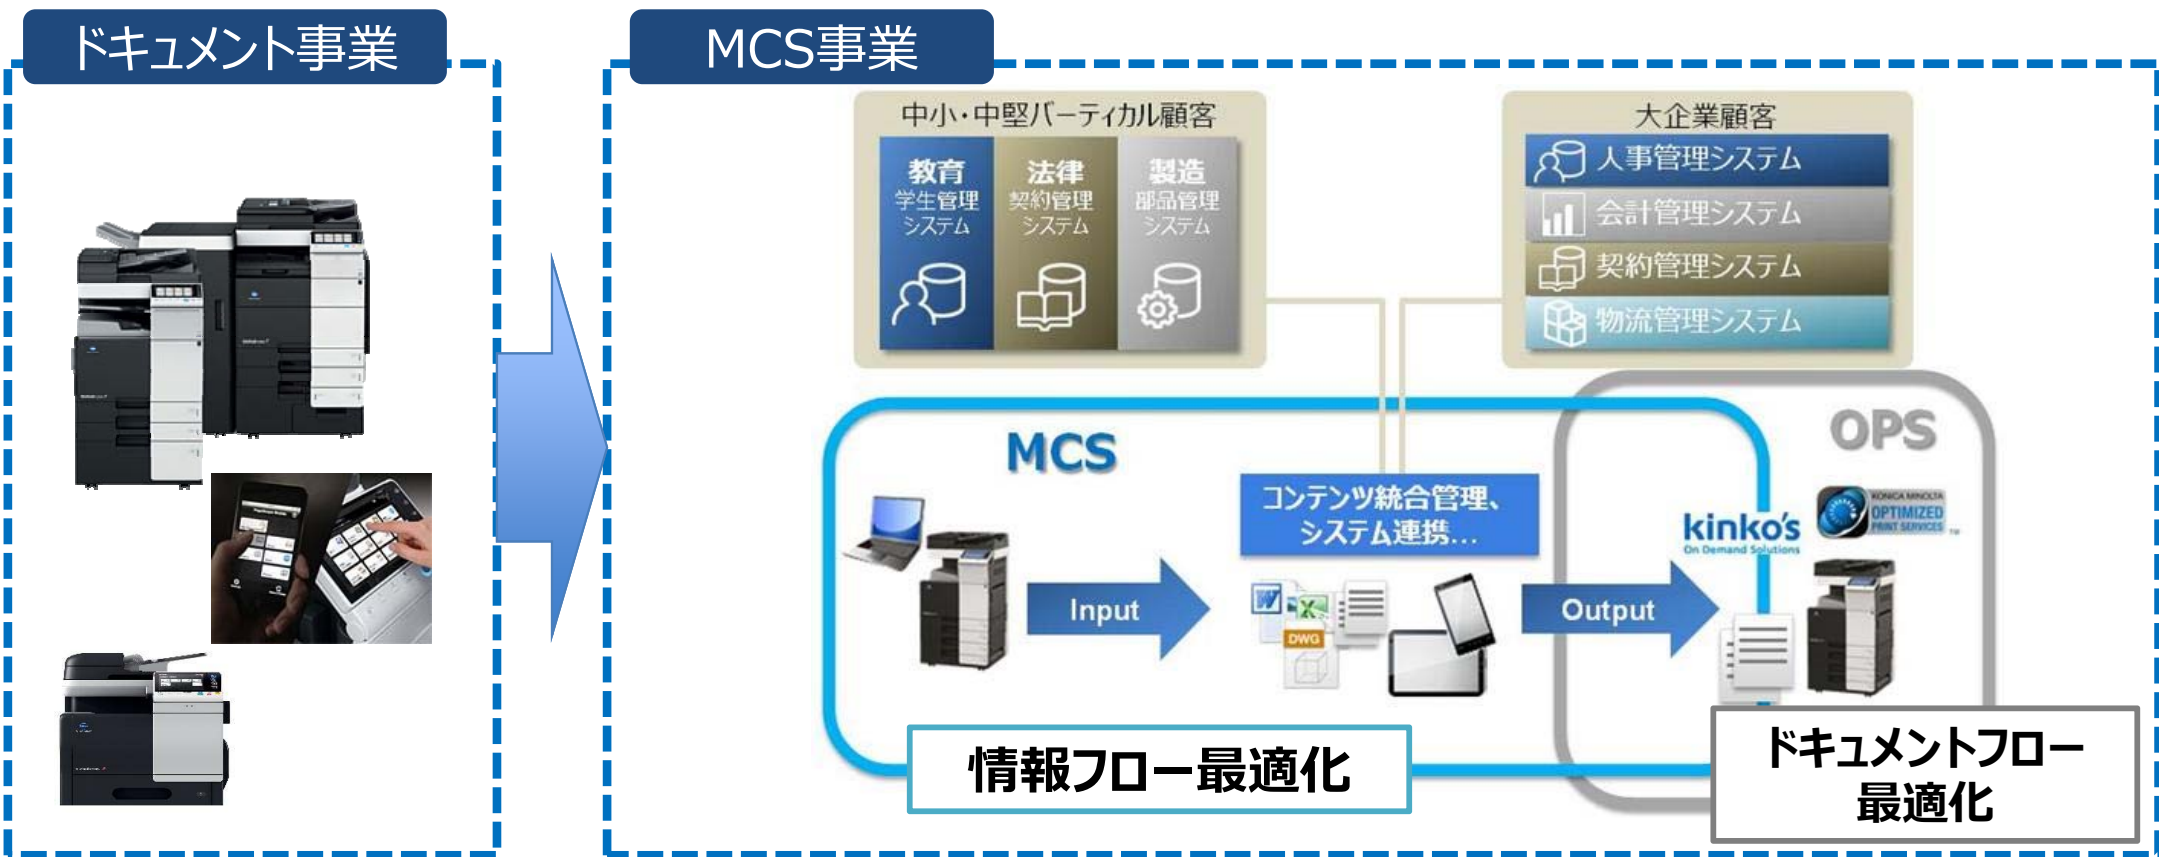 ドキュメント事業
MCS事業
中小・中堅バーティカル顧客
教育
学生管理
システム
法律
契約管理
システム
製造
部品管理
システム
大企業顧客
人事管理システム
会計管理システム
契約管理システム
物流管理システム
MCS
OPS
コンテンツ統合管理、
システム連携...
kinko's
On Demand Solutions
KONICA MINOLTA
OPTIMIZED
PRINT SERVICES
TM
Input
W
X
DWG
Output
情報フロー最適化
ドキュメントフロー
最適化